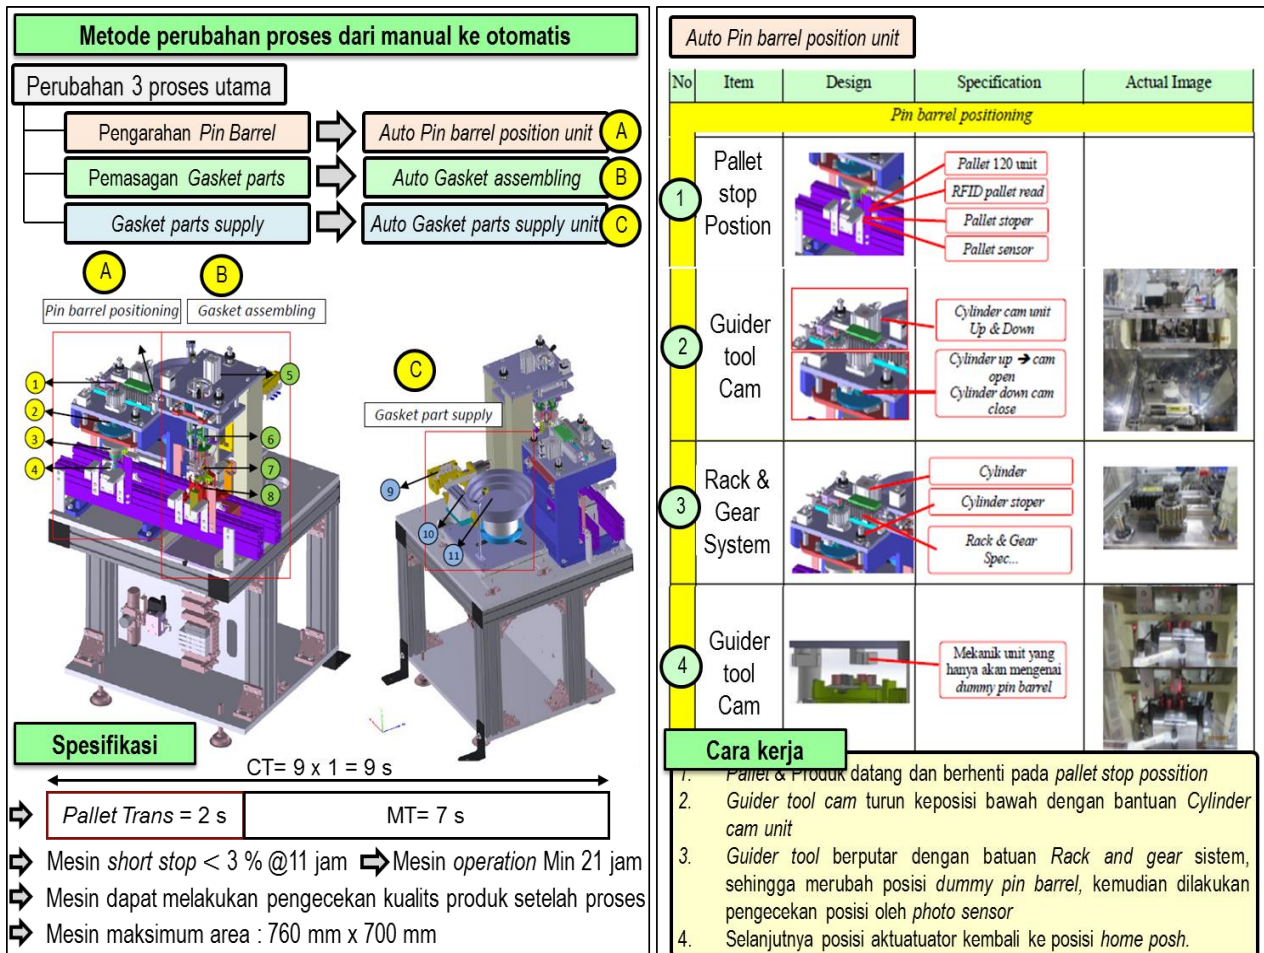 Metode perubahan proses dari manual ke otomatis
Perubahan 3 proses utama
Pengarahan Pin Barrel
Auto Pin barrel position unit
A
Pemasagan Gasket parts
Auto Gasket assembling
B
Gasket parts supply
Auto Gasket parts supply unit
C
A
B
Pin barrel positioning
Gasket assembling
C
Gasket part supply
1
2
3
4
5
6
7
8
9
10
11
Spesifikasi
CT= 9 x 1 = 9 s
Pallet Trans = 2 s
MT= 7 s
Mesin short stop < 3 % @11 jam
Mesin operation Min 21 jam
Mesin dapat melakukan pengecekan kualits produk setelah proses
Mesin maksimum area : 760 mm x 700 mm
Auto Pin barrel position unit
No Item Design Specification Actual Image
Pin barrel positioning
1
Pallet
stop
Postion
Pallet 120 unit
RFID pallet read
Pallet stoper
Pallet sensor
2
Guider
tool
Cam
Cylinder cam unit
Up & Down
Cylinder up ➔ cam
open
Cylinder down cam
close
3
Rack &
Gear
System
Cylinder
Cylinder stoper
Rack & Gear
Spec...
4
Guider
tool
Cam
Mekanik unit yang
hanya akan mengenai
dummy pin barrel
Cara kerja
1. Pallet & Produk datang dan berhenti pada pallet stop possition
2. Guider tool cam turun keposisi bawah dengan bantuan Cylinder
cam unit
3. Guider tool berputar dengan batuan Rack and gear sistem,
sehingga merubah posisi dummy pin barrel, kemudian dilakukan
pengecekan posisi oleh photo sensor
4. Selanjutnya posisi aktuatuator kembali ke posisi home posh.